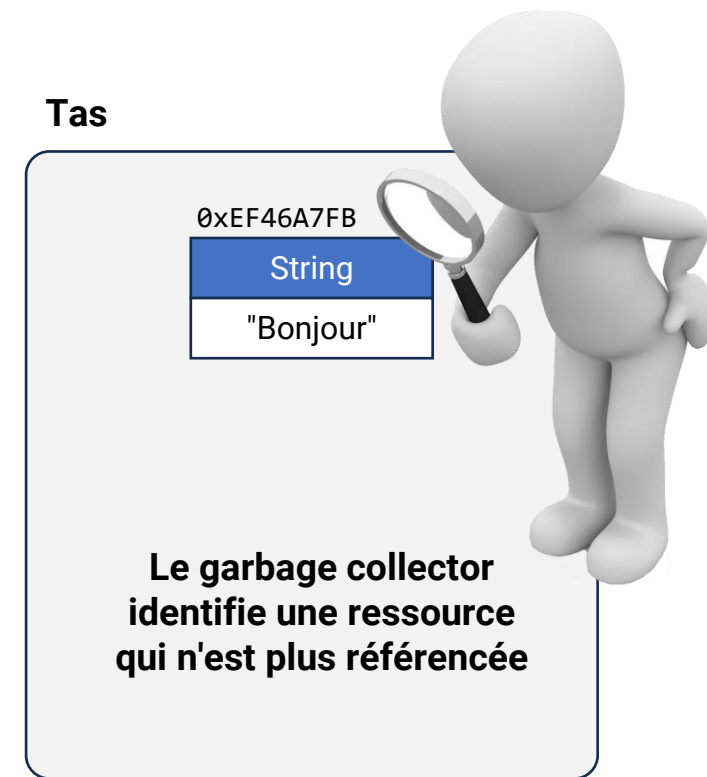 Tas
0xEF46A7FB
String
"Bonjour"
Le garbage collector
identifie une ressource
qui n'est plus référencée